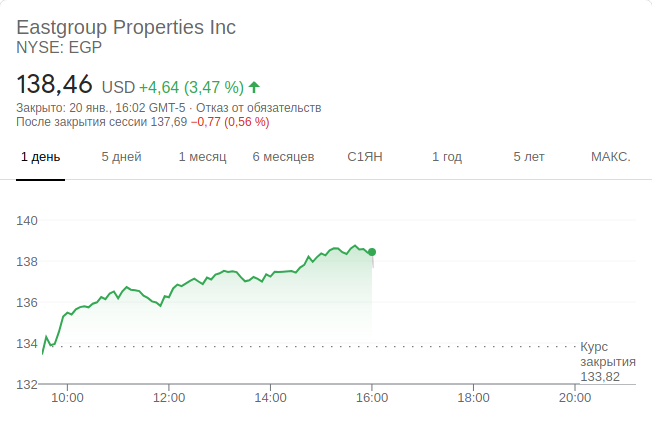 Eastgroup Properties Inc
NYSE: EGP
138,46 USD +4,64 (3,47 %)
Закрыто: 20 янв., 16:02 GMT-5 · Отказ от обязательств
После закрытия сессии 137,69 −0,77 (0,56 %)
1 день 5 дней 1 месяц 6 месяцев С1ЯН 1 год 5 лет МАКС.
140
138
136
134
Курс
закрытия
133,82
132
10:00 12:00 14:00 16:00 18:00 20:00